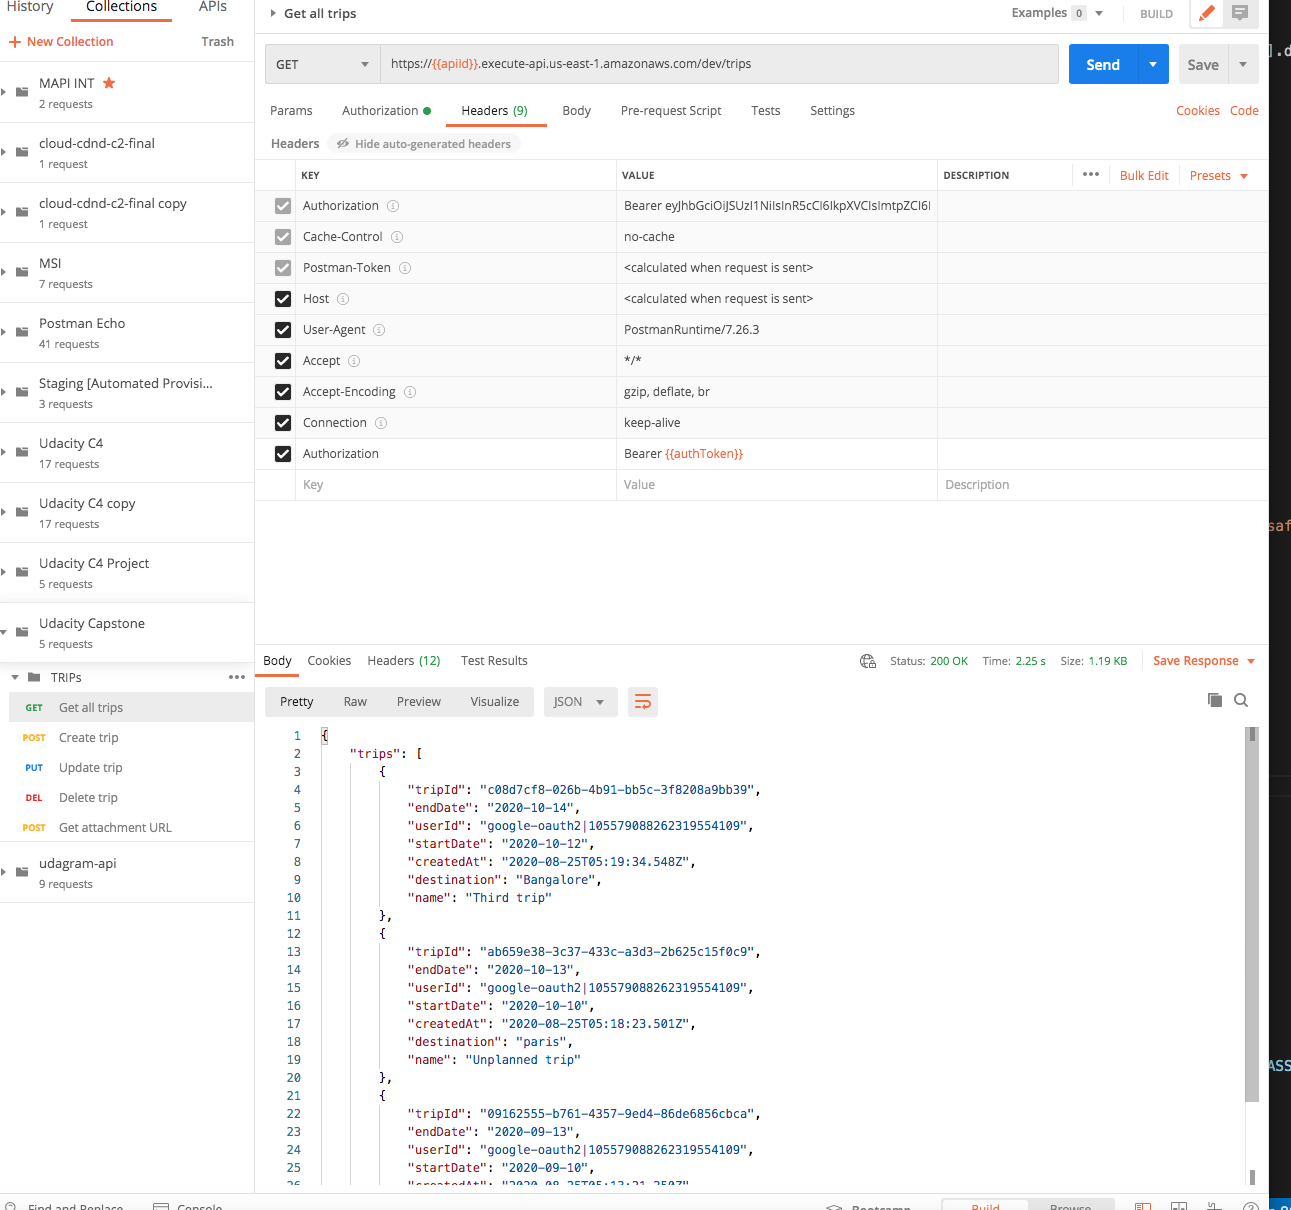 History Collections APIs
New Collection Trash
MAPI INT
2 requests
cloud-cdnd-c2-final
1 request
cloud-cdnd-c2-final copy
1 request
MSI
7 requests
Postman Echo
41 requests
Staging [Automated Provisi...
3 requests
Udacity C4
17 requests
Udacity C4 copy
17 requests
Udacity C4 Project
5 requests
Udacity Capstone
5 requests
TRIPs
GET Get all trips
POST Create trip
PUT Update trip
DEL Delete trip
POST Get attachment URL
udagram-api
9 requests
Get all trips Examples 0 BUILD
GET https://{{apiId}}.execute-api.us-east-1.amazonaws.com/dev/trips Send Save
Params Authorization Headers (9) Body Pre-request Script Tests Settings Cookies Code
Headers Hide auto-generated headers
KEY VALUE DESCRIPTION Bulk Edit Presets
Authorization Bearer
Cache-Control no-cache
Postman-Token <calculated when request is sent>
Host <calculated when request is sent>
User-Agent PostmanRuntime/7.26.3
Accept */*
Accept-Encoding gzip, deflate, br
Connection keep-alive
Authorization Bearer {{authToken}}
Key Value Description
Body Cookies Headers (12) Test Results Status: 200 OK Time: 2.25 s Size: 1.19 KB Save Response
Pretty Raw Preview Visualize JSON
1 {
2 "trips": [
3 {
4 "tripId": "c08d7cf8-026b-4b91-bb5c-3f8208a9bb39",
5 "endDate": "2020-10-14",
6 "userId": "google-oauth2|105579088262319554109",
7 "startDate": "2020-10-12",
8 "createdAt": "2020-08-25T05:19:34.548Z",
9 "destination": "Bangalore",
10 "name": "Third trip"
11 },
12 {
13 "tripId": "ab659e38-3c37-433c-a3d3-2b625c15f0c9",
14 "endDate": "2020-10-13",
15 "userId": "google-oauth2|105579088262319554109",
16 "startDate": "2020-10-10",
17 "createdAt": "2020-08-25T05:18:23.501Z",
18 "destination": "paris",
19 "name": "Unplanned trip"
20 },
21 {
22 "tripId": "09162555-b761-4357-9ed4-86de6856cbca",
23 "endDate": "2020-09-13",
24 "userId": "google-oauth2|105579088262319554109",
25 "startDate": "2020-09-10",
26 "createdAt": "2020-08-25T05:13:21.250Z"
Find and Replace Console Bootcamp Build Browse
].d
saf
ASS